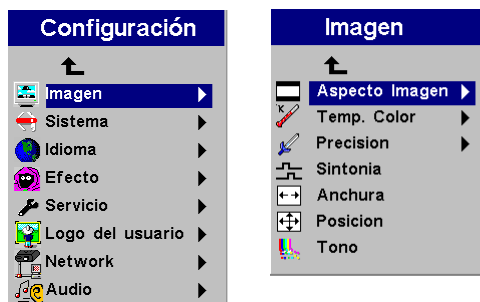 Configuración
Imagen
Sistema
Idioma
Efecto
Servicio
Logo del usuario
Network
Audio
Imagen
Aspecto Imagen
K
Temp. Color
Precision
Sintonia
Anchura
Posicion
Tono